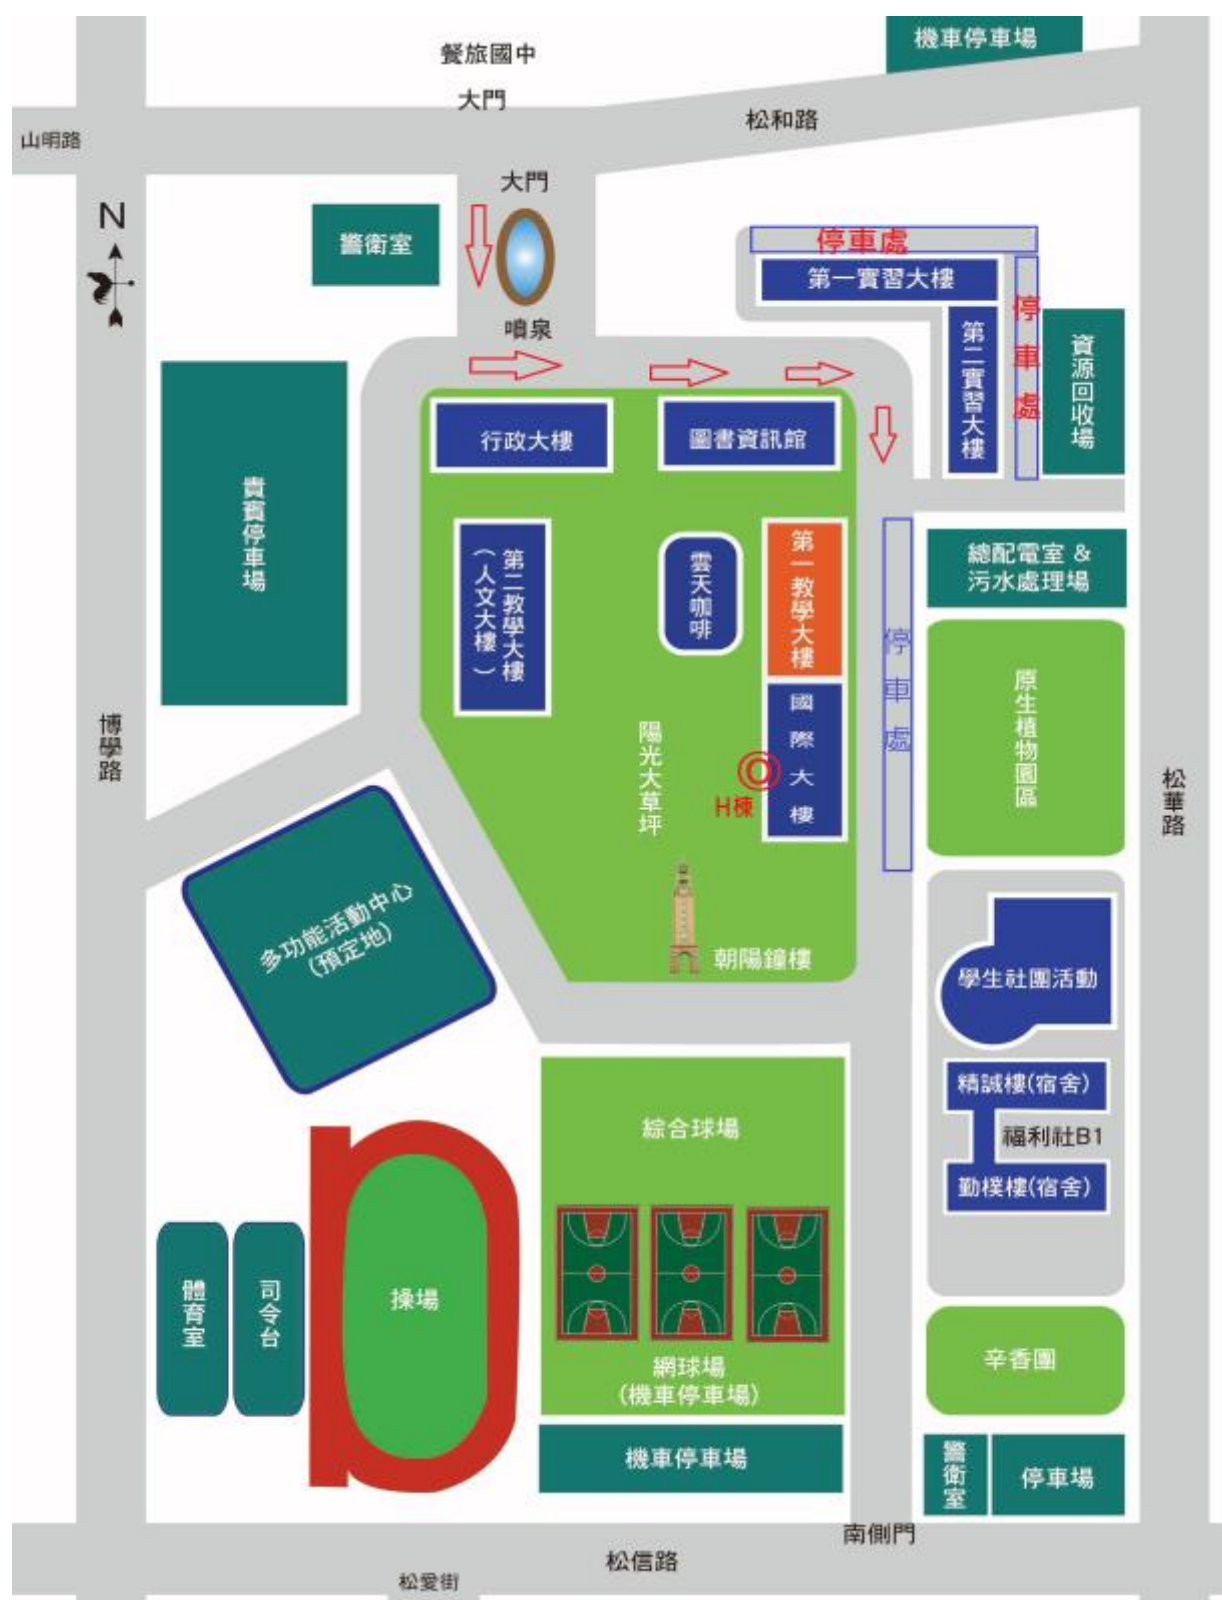 機車停車場
餐旅國中
大門
松和路
山明路
大門
N
警衛室
停車處
第一實習大樓
噴泉
停車處
第二實習大樓
資源回收場
行政大樓
圖書資訊館
貴賓停車場
第二教學大樓
(人文大樓)
雲天咖啡
第一教學大樓
總配電室 &
污水處理場
停車處
原生植物園區
國際大樓
陽光大草坪
H棟
博學路
松華路
多功能活動中心
(預定地)
朝陽鐘樓
學生社團活動
精誠樓(宿舍)
福利社B1
勤樸樓(宿舍)
綜合球場
體育室
司令台
操場
網球場
(機車停車場)
辛香園
機車停車場
警衛室
停車場
南側門
松信路
松愛街